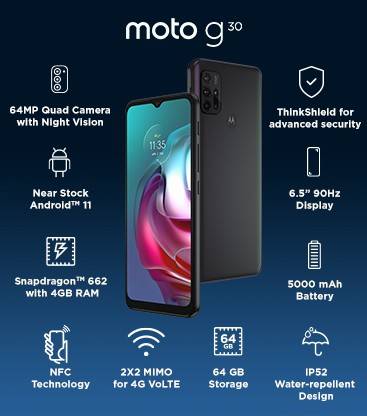 moto g30
64MP Quad Camera
with Night Vision
ThinkShield for
advanced security
Near Stock
Android™ 11
6.5” 90Hz
Display
Snapdragon™ 662
with 4GB RAM
5000 mAh
Battery
NFC
Technology
2X2 MIMO
for 4G VoLTE
64
GB
64 GB
Storage
IP52
Water-repellent
Design